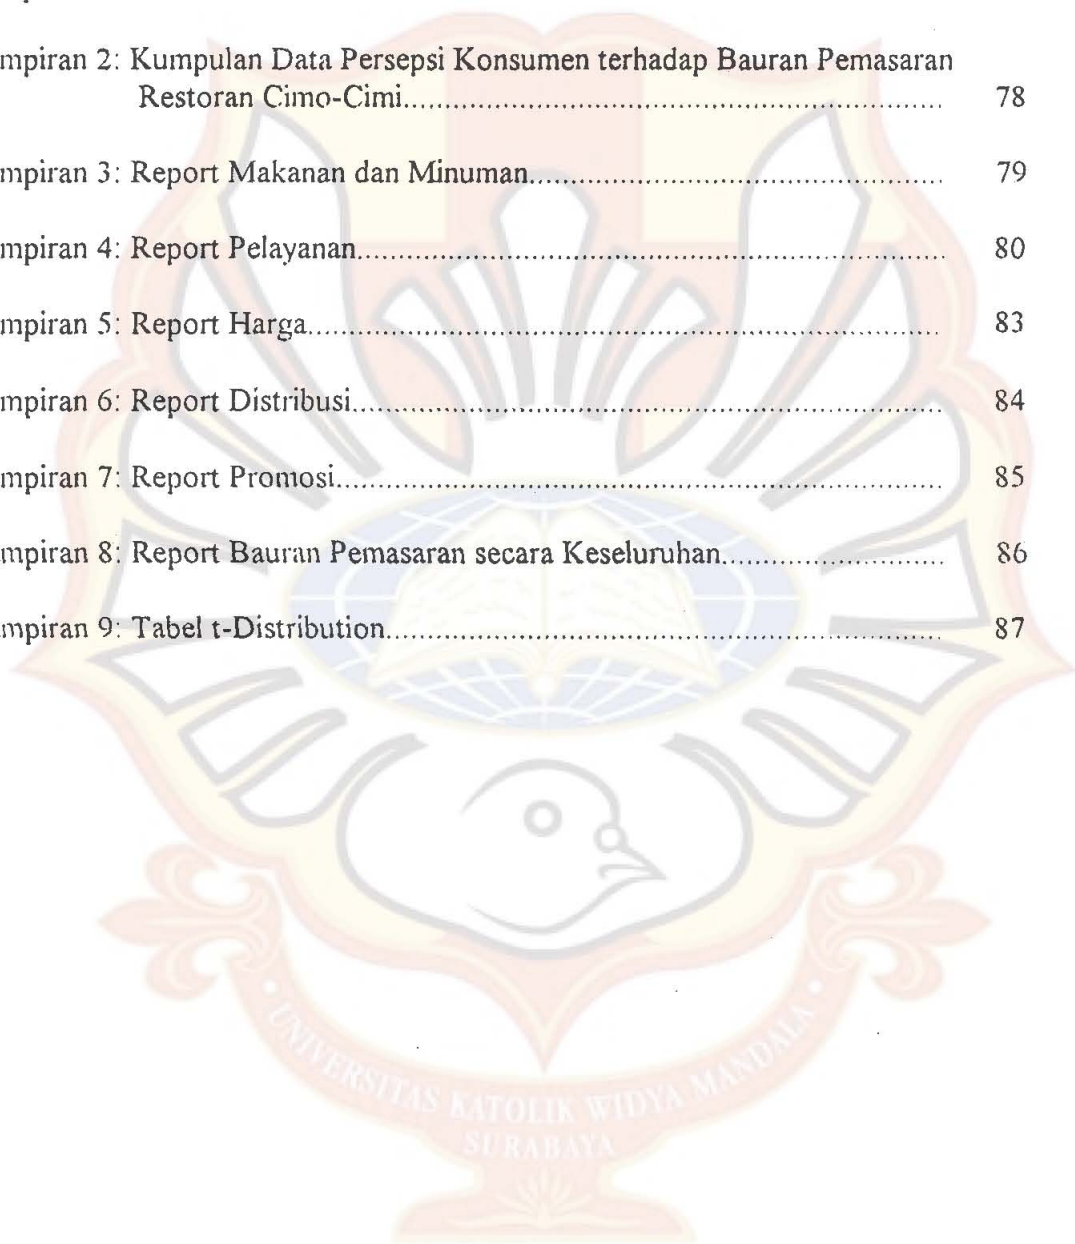 mpiran 2: Kumpulan Data Persepsi Konsumen terhadap Bauran Pemasaran
Restoran Cimo-Cimi................................................................ 78
mpiran 3: Report Makanan dan Minuman................................................. 79
mpiran 4: Report Pelayanan...................................................................... 80
mpiran 5: Report Harga........................................................................... 83
mpiran 6: Report Distribusi...................................................................... 84
mpiran 7: Report Promosi........................................................................ 85
mpiran 8: Report Bauran Pemasaran secara Keseluruhan........................... 86
mpiran 9: Tabel t-Distribution.................................................................. 87
UNIVERSITAS KATOLIK WIDYA MANDALA
SURABAYA